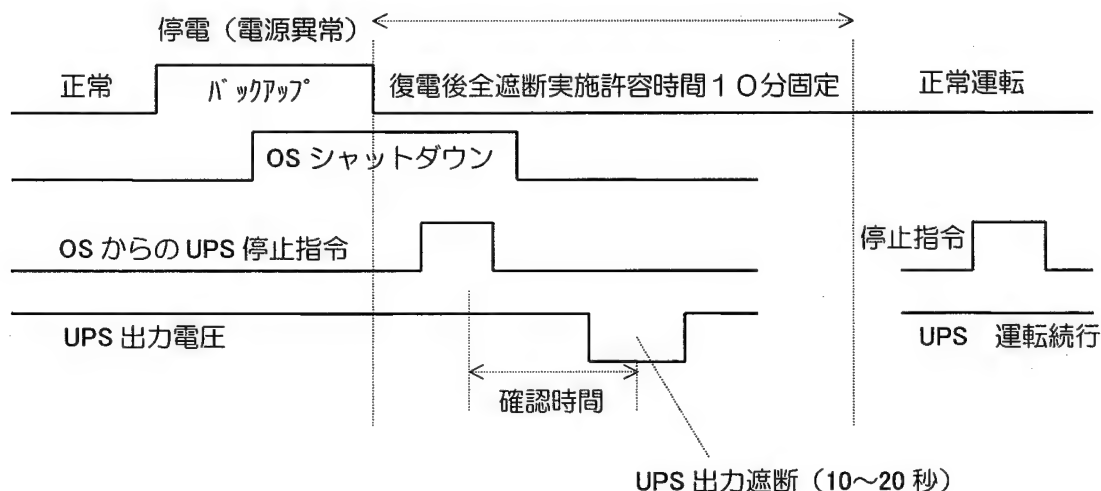 停電（電源異常）
正常
ﾊﾞｯｸｱｯﾌﾟ
復電後全遮断実施許容時間１０分固定
正常運転
OS シャットダウン
OS からの UPS 停止指令
停止指令
UPS 出力電圧
UPS　運転続行
確認時間
UPS 出力遮断（10～20 秒）